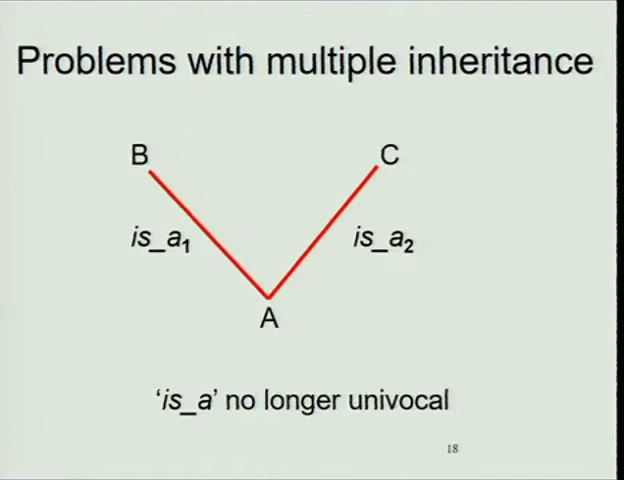 Problems with multiple inheritance
B
C
is_a1
is_a2
A
‘is_a’ no longer univocal
18